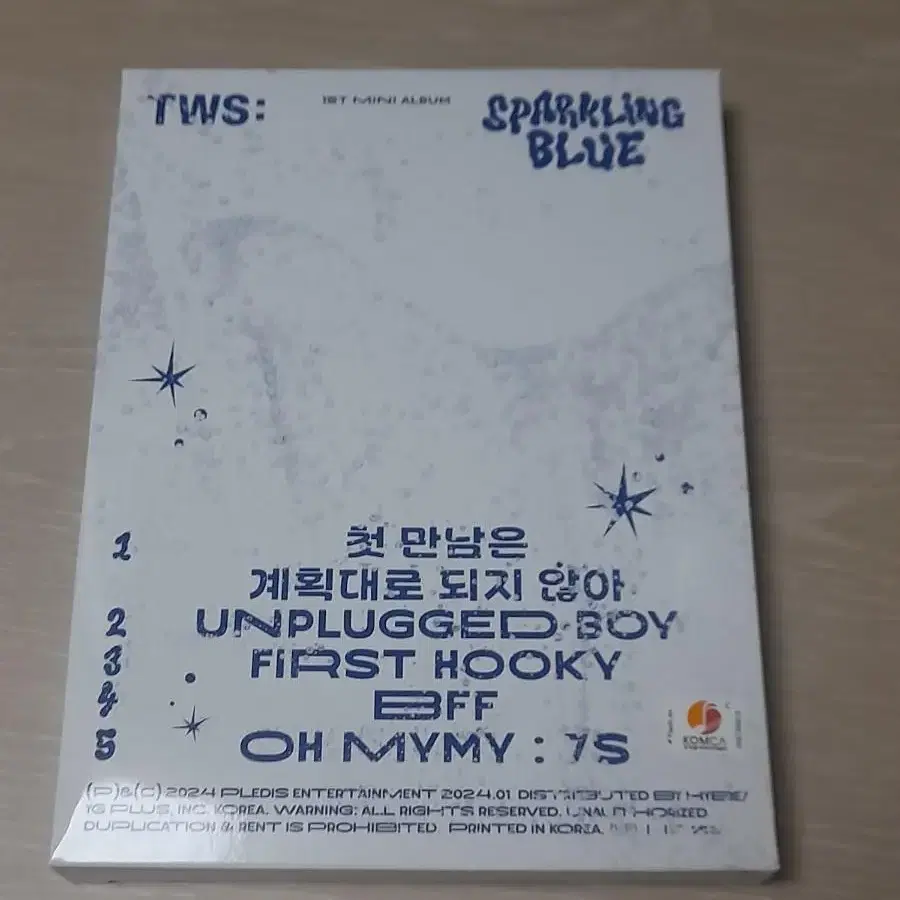 TWS:
1ST MINI ALBUM
SPARKLING
BLUE
1 첫 만남은
계획대로 되지 않아
2 UNPLUGGED BOY
3 FIRST HOOKY
4 BFF
5 OH MYMY : 7S
KOMCA
(P)&(C) 2024 PLEDIS ENTERTAINMENT 2024.01 DISTRIBUTED BY HYBE/
YG PLUS, INC. KOREA. WARNING: ALL RIGHTS RESERVED. UNAUTHORIZED
DUPLICATION & RENT IS PROHIBITED PRINTED IN KOREA.